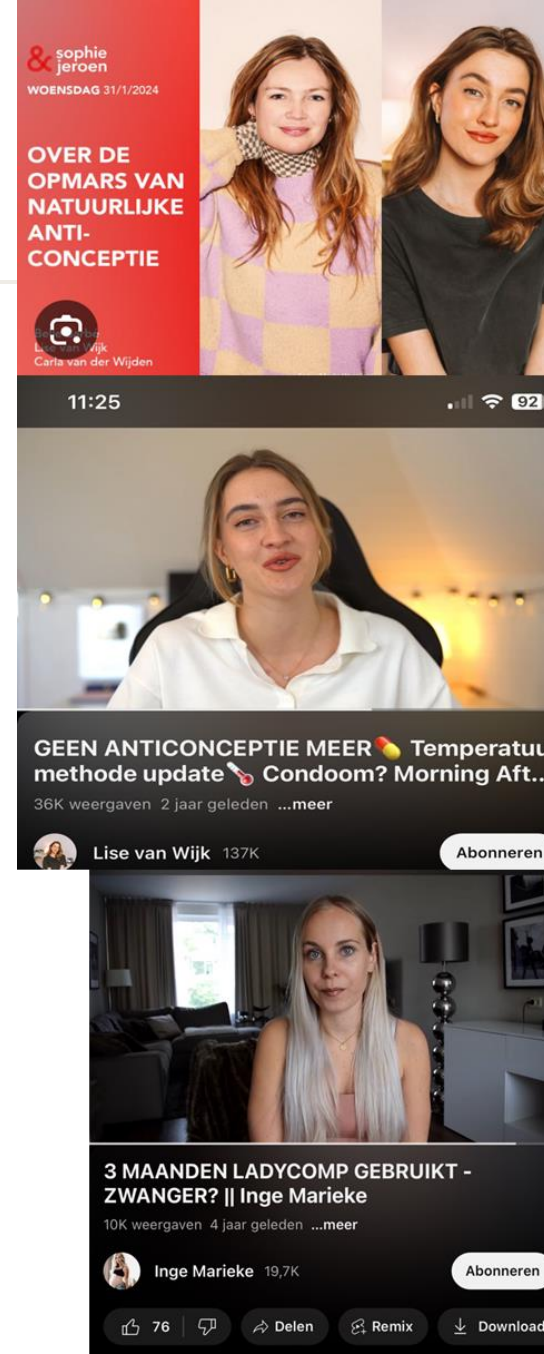 & sophie
jeroen
WOENSDAG 31/1/2024
OVER DE
OPMARS VAN
NATUURLIJKE
ANTI-
CONCEPTIE
Lise van Wijk
Carla van der Wijden
11:25
92
GEEN ANTICONCEPTIE MEER💊 Temperatuu
methode update🌡️ Condoom? Morning Aft...
36K weergaven 2 jaar geleden ...meer
Lise van Wijk 137K
Abonneren
3 MAANDEN LADYCOMP GEBRUIKT -
ZWANGER? || Inge Marieke
10K weergaven 4 jaar geleden ...meer
Inge Marieke 19,7K
Abonneren
76 Delen Remix Download